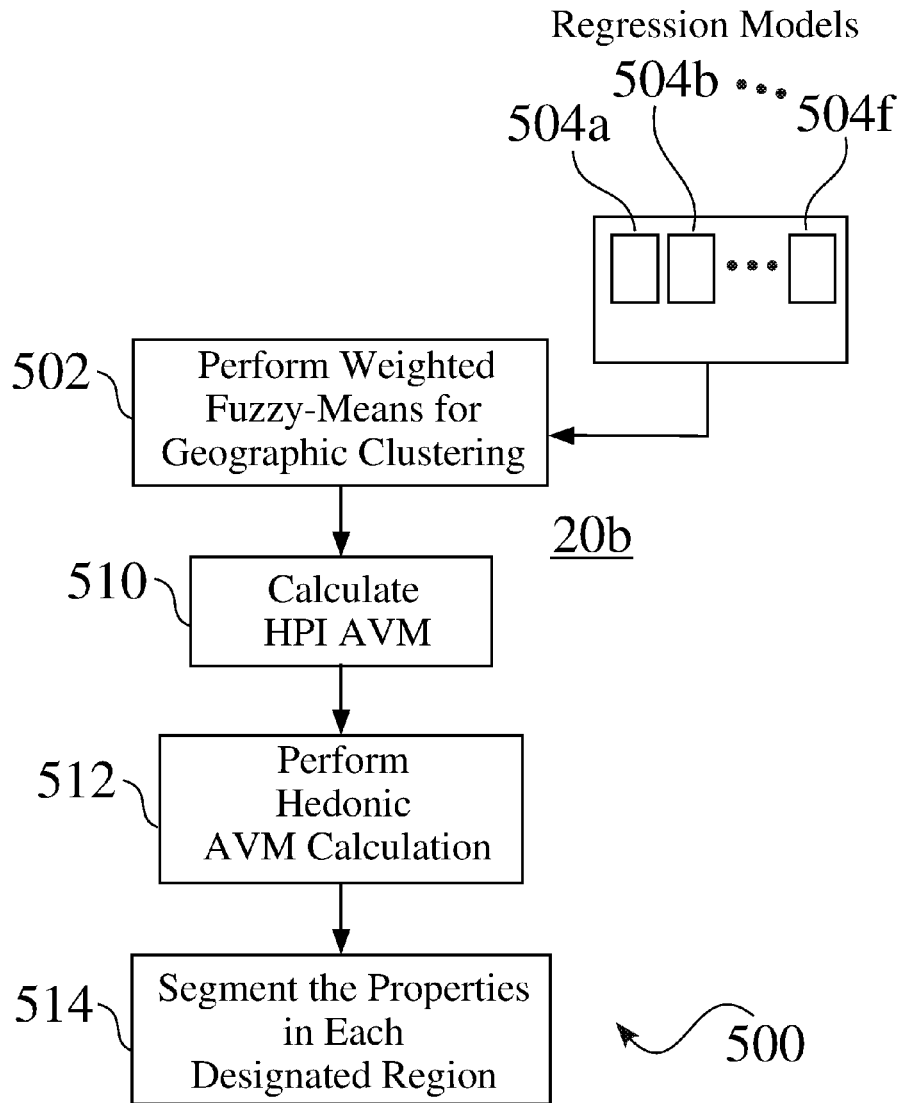 Regression Models
504b
504a
504f
502
Perform Weighted
Fuzzy-Means for
Geographic Clustering
20b
510
Calculate
HPI AVM
512
Perform
Hedonic
AVM Calculation
514
Segment the Properties
in Each
Designated Region
500